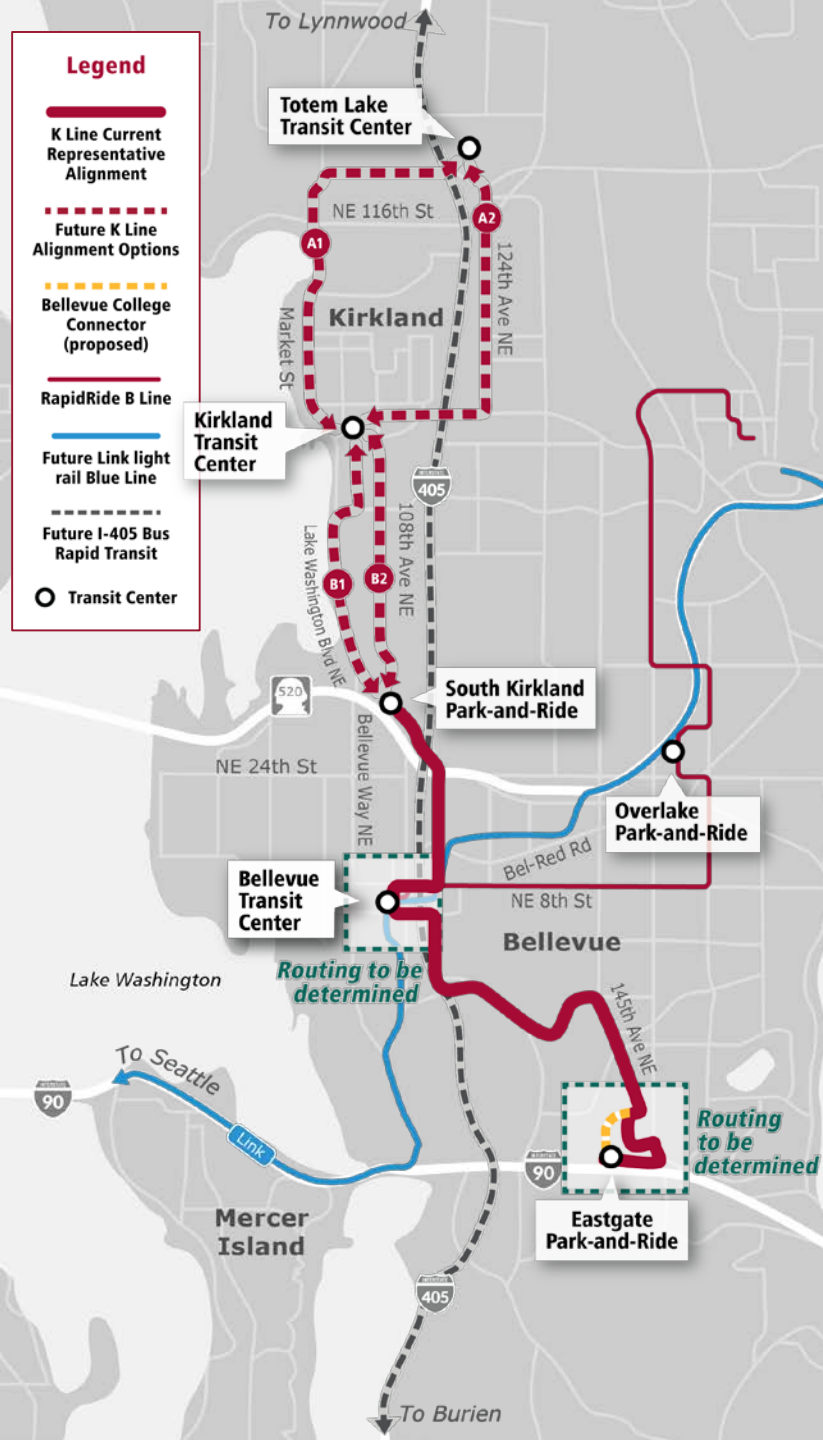 To Lynnwood
Legend
K Line Current
Representative
Alignment
Future K Line
Alignment Options
Bellevue College
Connector
(proposed)
RapidRide B Line
Future Link light
rail Blue Line
Future I-405 Bus
Rapid Transit
Transit Center
Totem Lake
Transit Center
NE 116th St
A1
A2
124th Ave NE
Kirkland
Market St
Kirkland
Transit
Center
INTERSTATE
405
108th Ave NE
Lake Washington Blvd NE
B1
B2
South Kirkland
Park-and-Ride
520
Bellevue Way NE
NE 24th St
Overlake
Park-and-Ride
Bel-Red Rd
Bellevue
Transit
Center
NE 8th St
Bellevue
Routing to be
determined
Lake Washington
145th Ave NE
To Seattle
INTERSTATE
90
Link
Routing
to be
determined
INTERSTATE
90
Eastgate
Park-and-Ride
Mercer
Island
INTERSTATE
405
To Burien